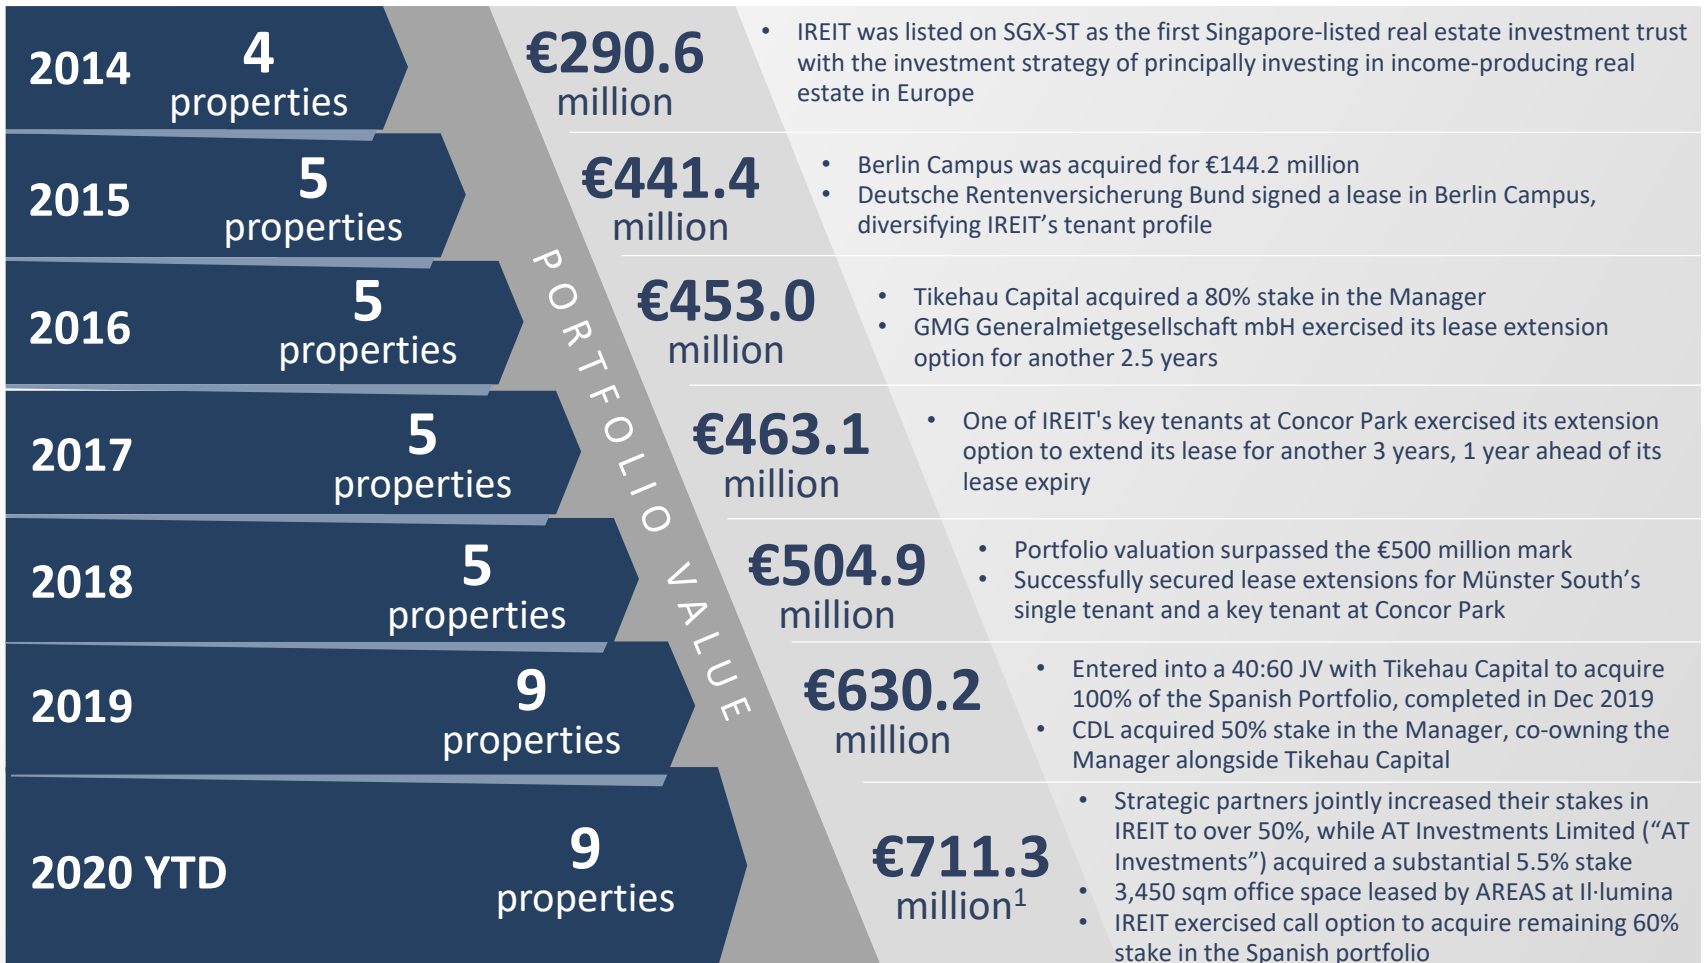 2014
4
properties
€290.6
million
• IREIT was listed on SGX-ST as the first Singapore-listed real estate investment trust
with the investment strategy of principally investing in income-producing real
estate in Europe
2015
5
properties
€441.4
million
• Berlin Campus was acquired for €144.2 million
• Deutsche Rentenversicherung Bund signed a lease in Berlin Campus,
diversifying IREIT’s tenant profile
2016
5
properties
€453.0
million
• Tikehau Capital acquired a 80% stake in the Manager
• GMG Generalmietgesellschaft mbH exercised its lease extension
option for another 2.5 years
2017
5
properties
€463.1
million
• One of IREIT's key tenants at Concor Park exercised its extension
option to extend its lease for another 3 years, 1 year ahead of its
lease expiry
2018
5
properties
€504.9
million
• Portfolio valuation surpassed the €500 million mark
• Successfully secured lease extensions for Münster South’s
single tenant and a key tenant at Concor Park
2019
9
properties
€630.2
million
• Entered into a 40:60 JV with Tikehau Capital to acquire
100% of the Spanish Portfolio, completed in Dec 2019
• CDL acquired 50% stake in the Manager, co-owning the
Manager alongside Tikehau Capital
2020 YTD
9
properties
€711.3
million¹
• Strategic partners jointly increased their stakes in
IREIT to over 50%, while AT Investments Limited (“AT
Investments”) acquired a substantial 5.5% stake
• 3,450 sqm office space leased by AREAS at Il·lumina
• IREIT exercised call option to acquire remaining 60%
stake in the Spanish portfolio
PORTFOLIO VALUE